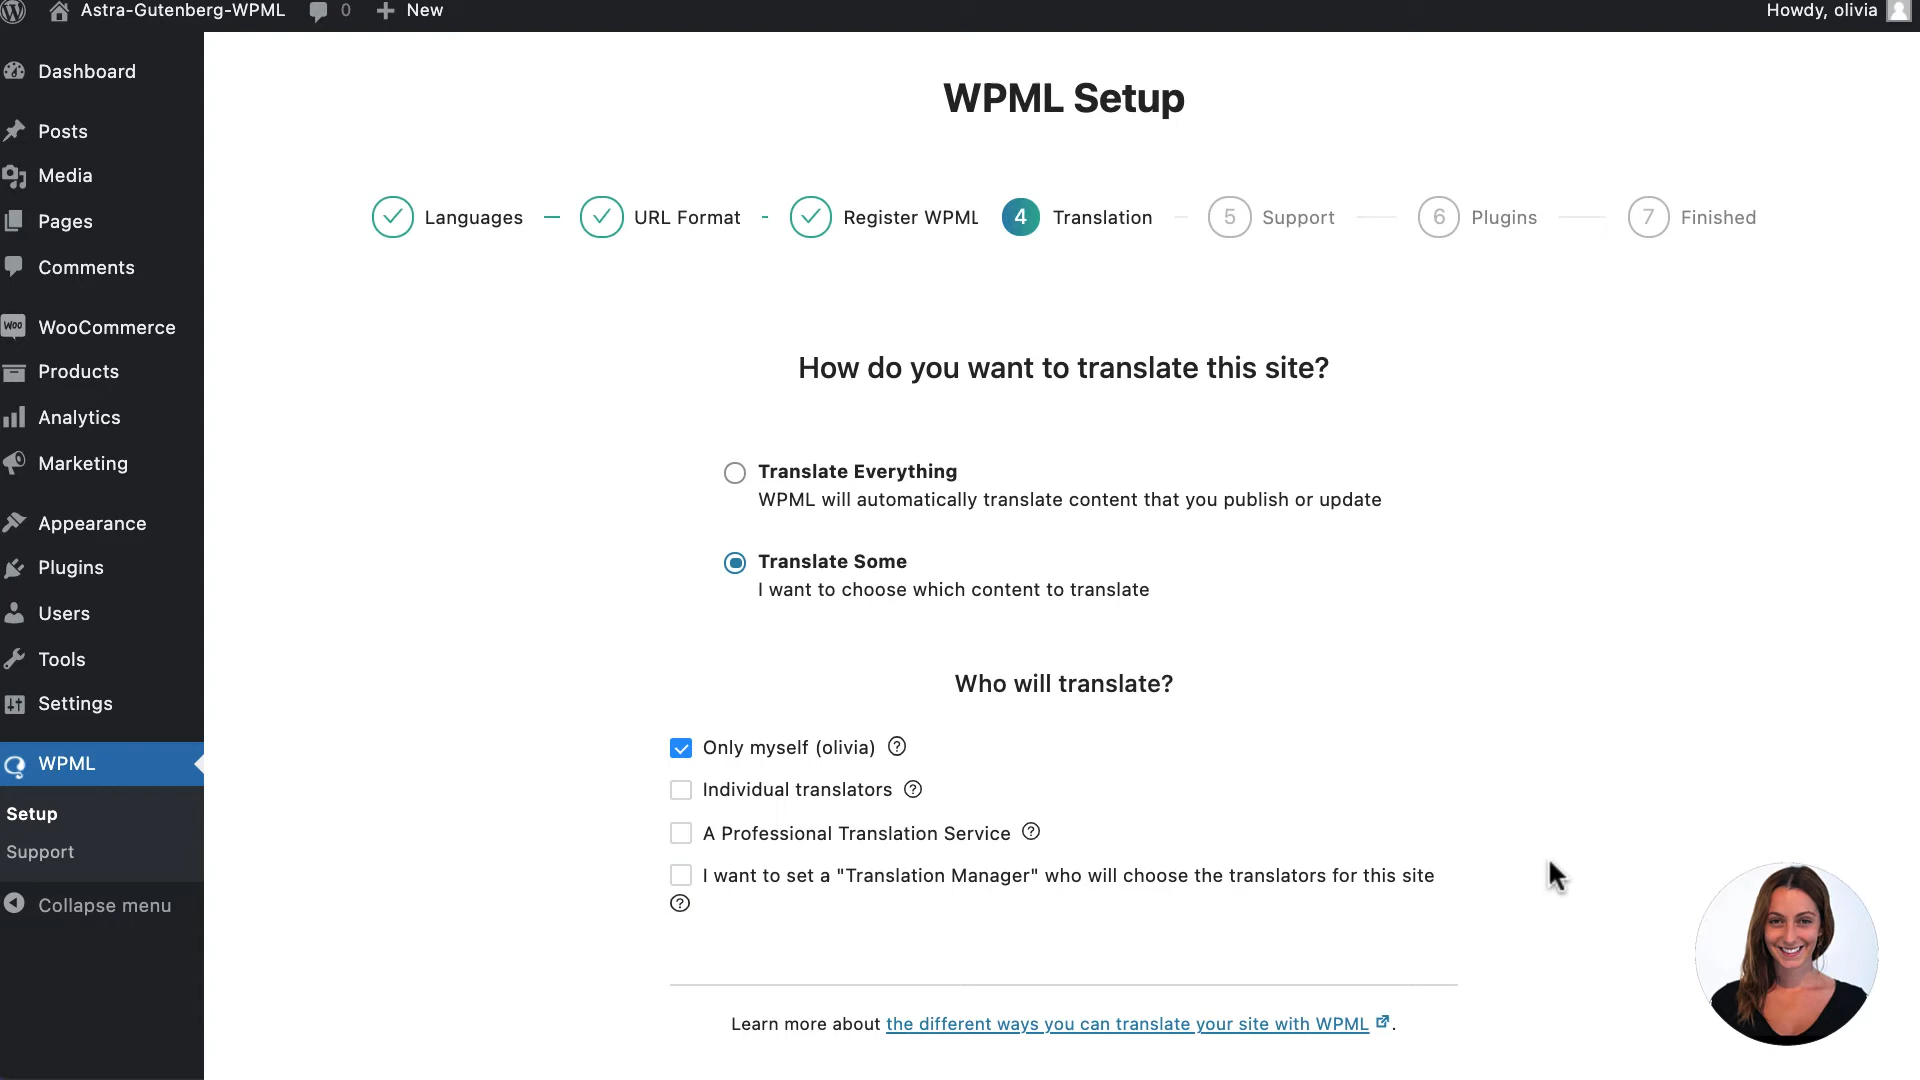 Astra-Gutenberg-WPML 0 New Howdy, olivia
Dashboard
Posts
Media
Pages
Comments
Woo WooCommerce
Products
Analytics
Marketing
Appearance
Plugins
Users
Tools
Settings
WPML
Setup
Support
Collapse menu
WPML Setup
Languages URL Format Register WPML 4 Translation 5 Support 6 Plugins 7 Finished
How do you want to translate this site?
Translate Everything
WPML will automatically translate content that you publish or update
Translate Some
I want to choose which content to translate
Who will translate?
Only myself (olivia) ?
Individual translators ?
A Professional Translation Service ?
I want to set a "Translation Manager" who will choose the translators for this site
?
Learn more about the different ways you can translate your site with WPML .